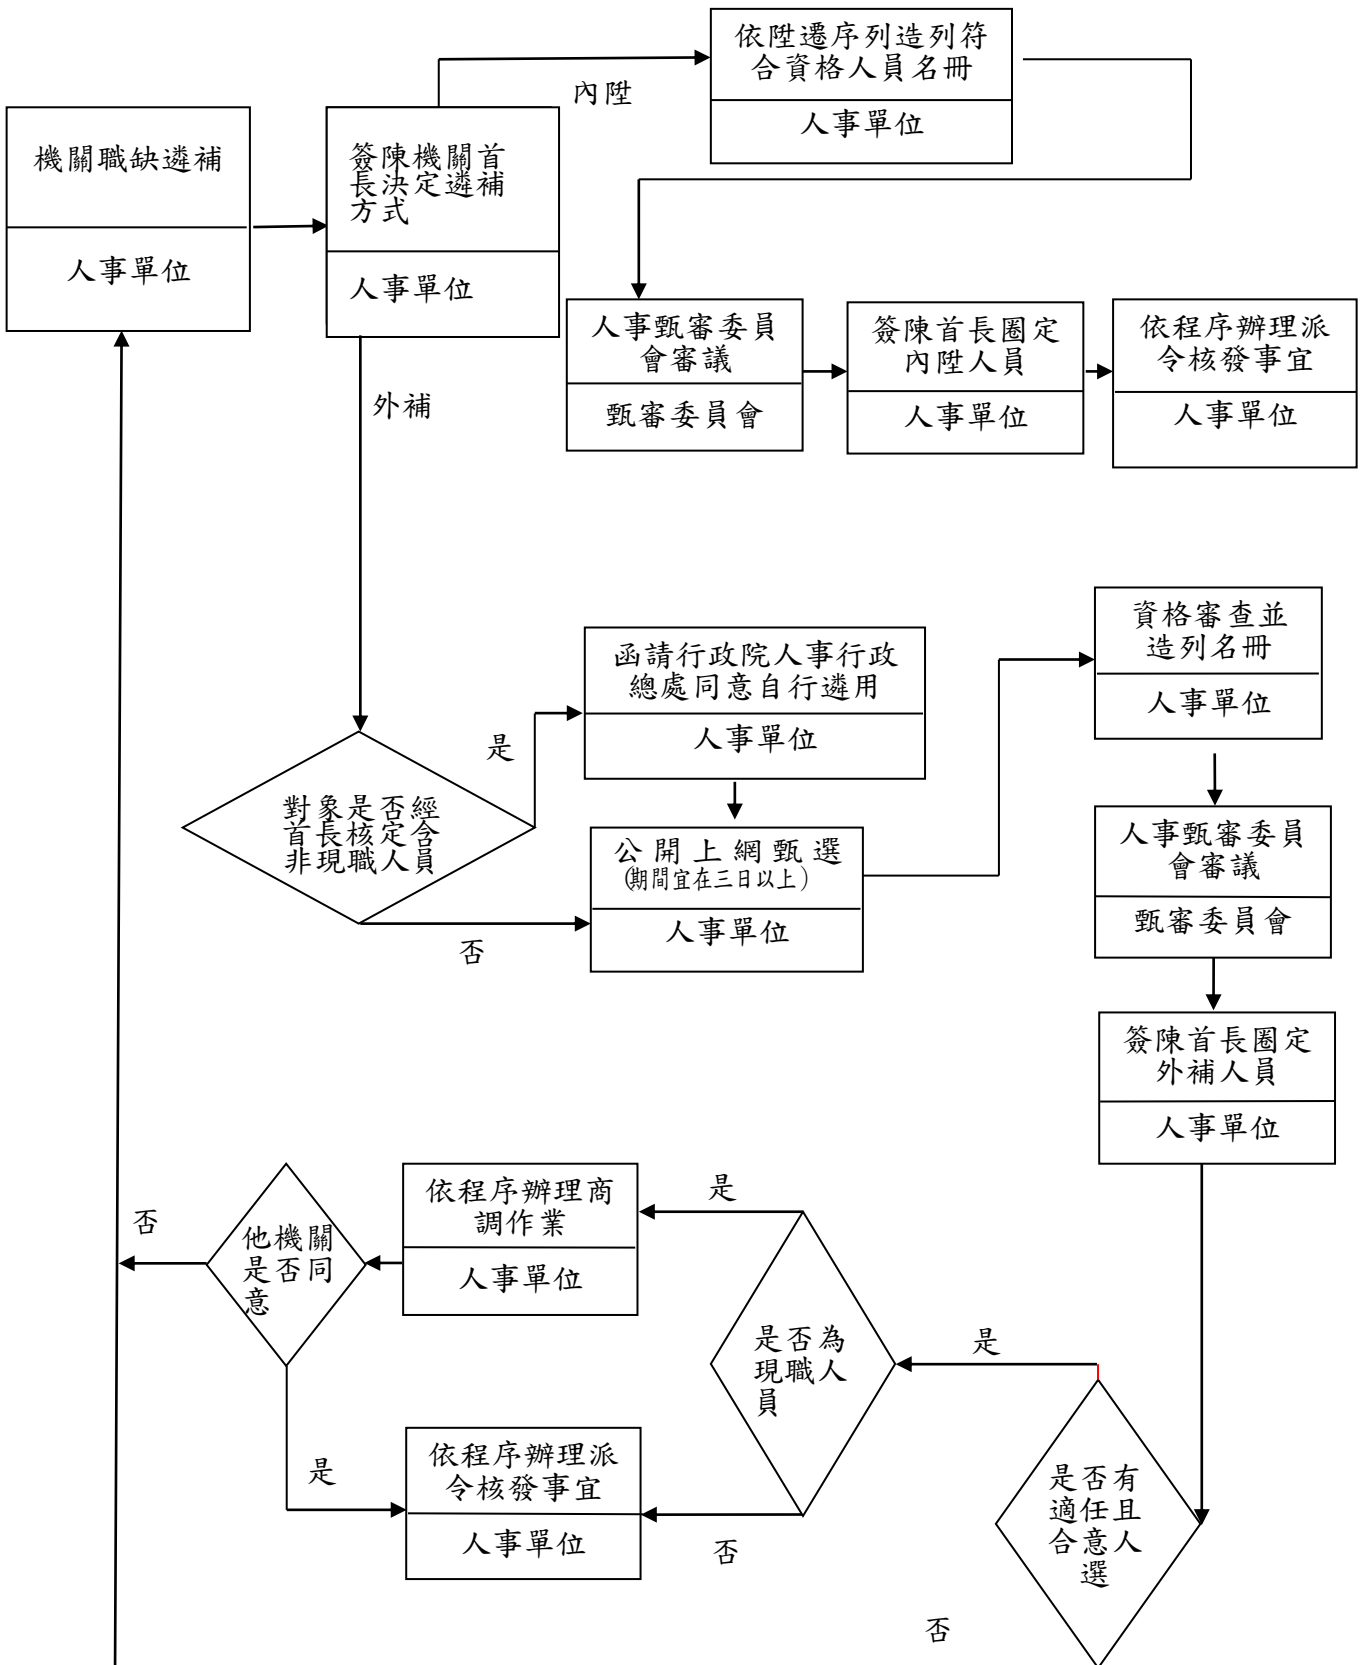 依陞遷序列造列符
合資格人員名冊
人事單位
內陞
機關職缺遴補
人事單位
簽陳機關首
長決定遴補
方式
人事單位
人事甄審委員
會審議
甄審委員會
簽陳首長圈定
內陞人員
人事單位
依程序辦理派
令核發事宜
人事單位
外補
資格審查並
造列名冊
人事單位
函請行政院人事行政
總處同意自行遴用
人事單位
是
對象是否經
首長核定含
非現職人員
公開上網甄選
(期間宜在三日以上)
人事單位
否
人事甄審委員
會審議
甄審委員會
簽陳首長圈定
外補人員
人事單位
是
依程序辦理商
調作業
人事單位
否
他機關
是否同
意
是否為
現職人
員
是
是
依程序辦理派
令核發事宜
人事單位
否
是否有
適任且
合意人
選
否